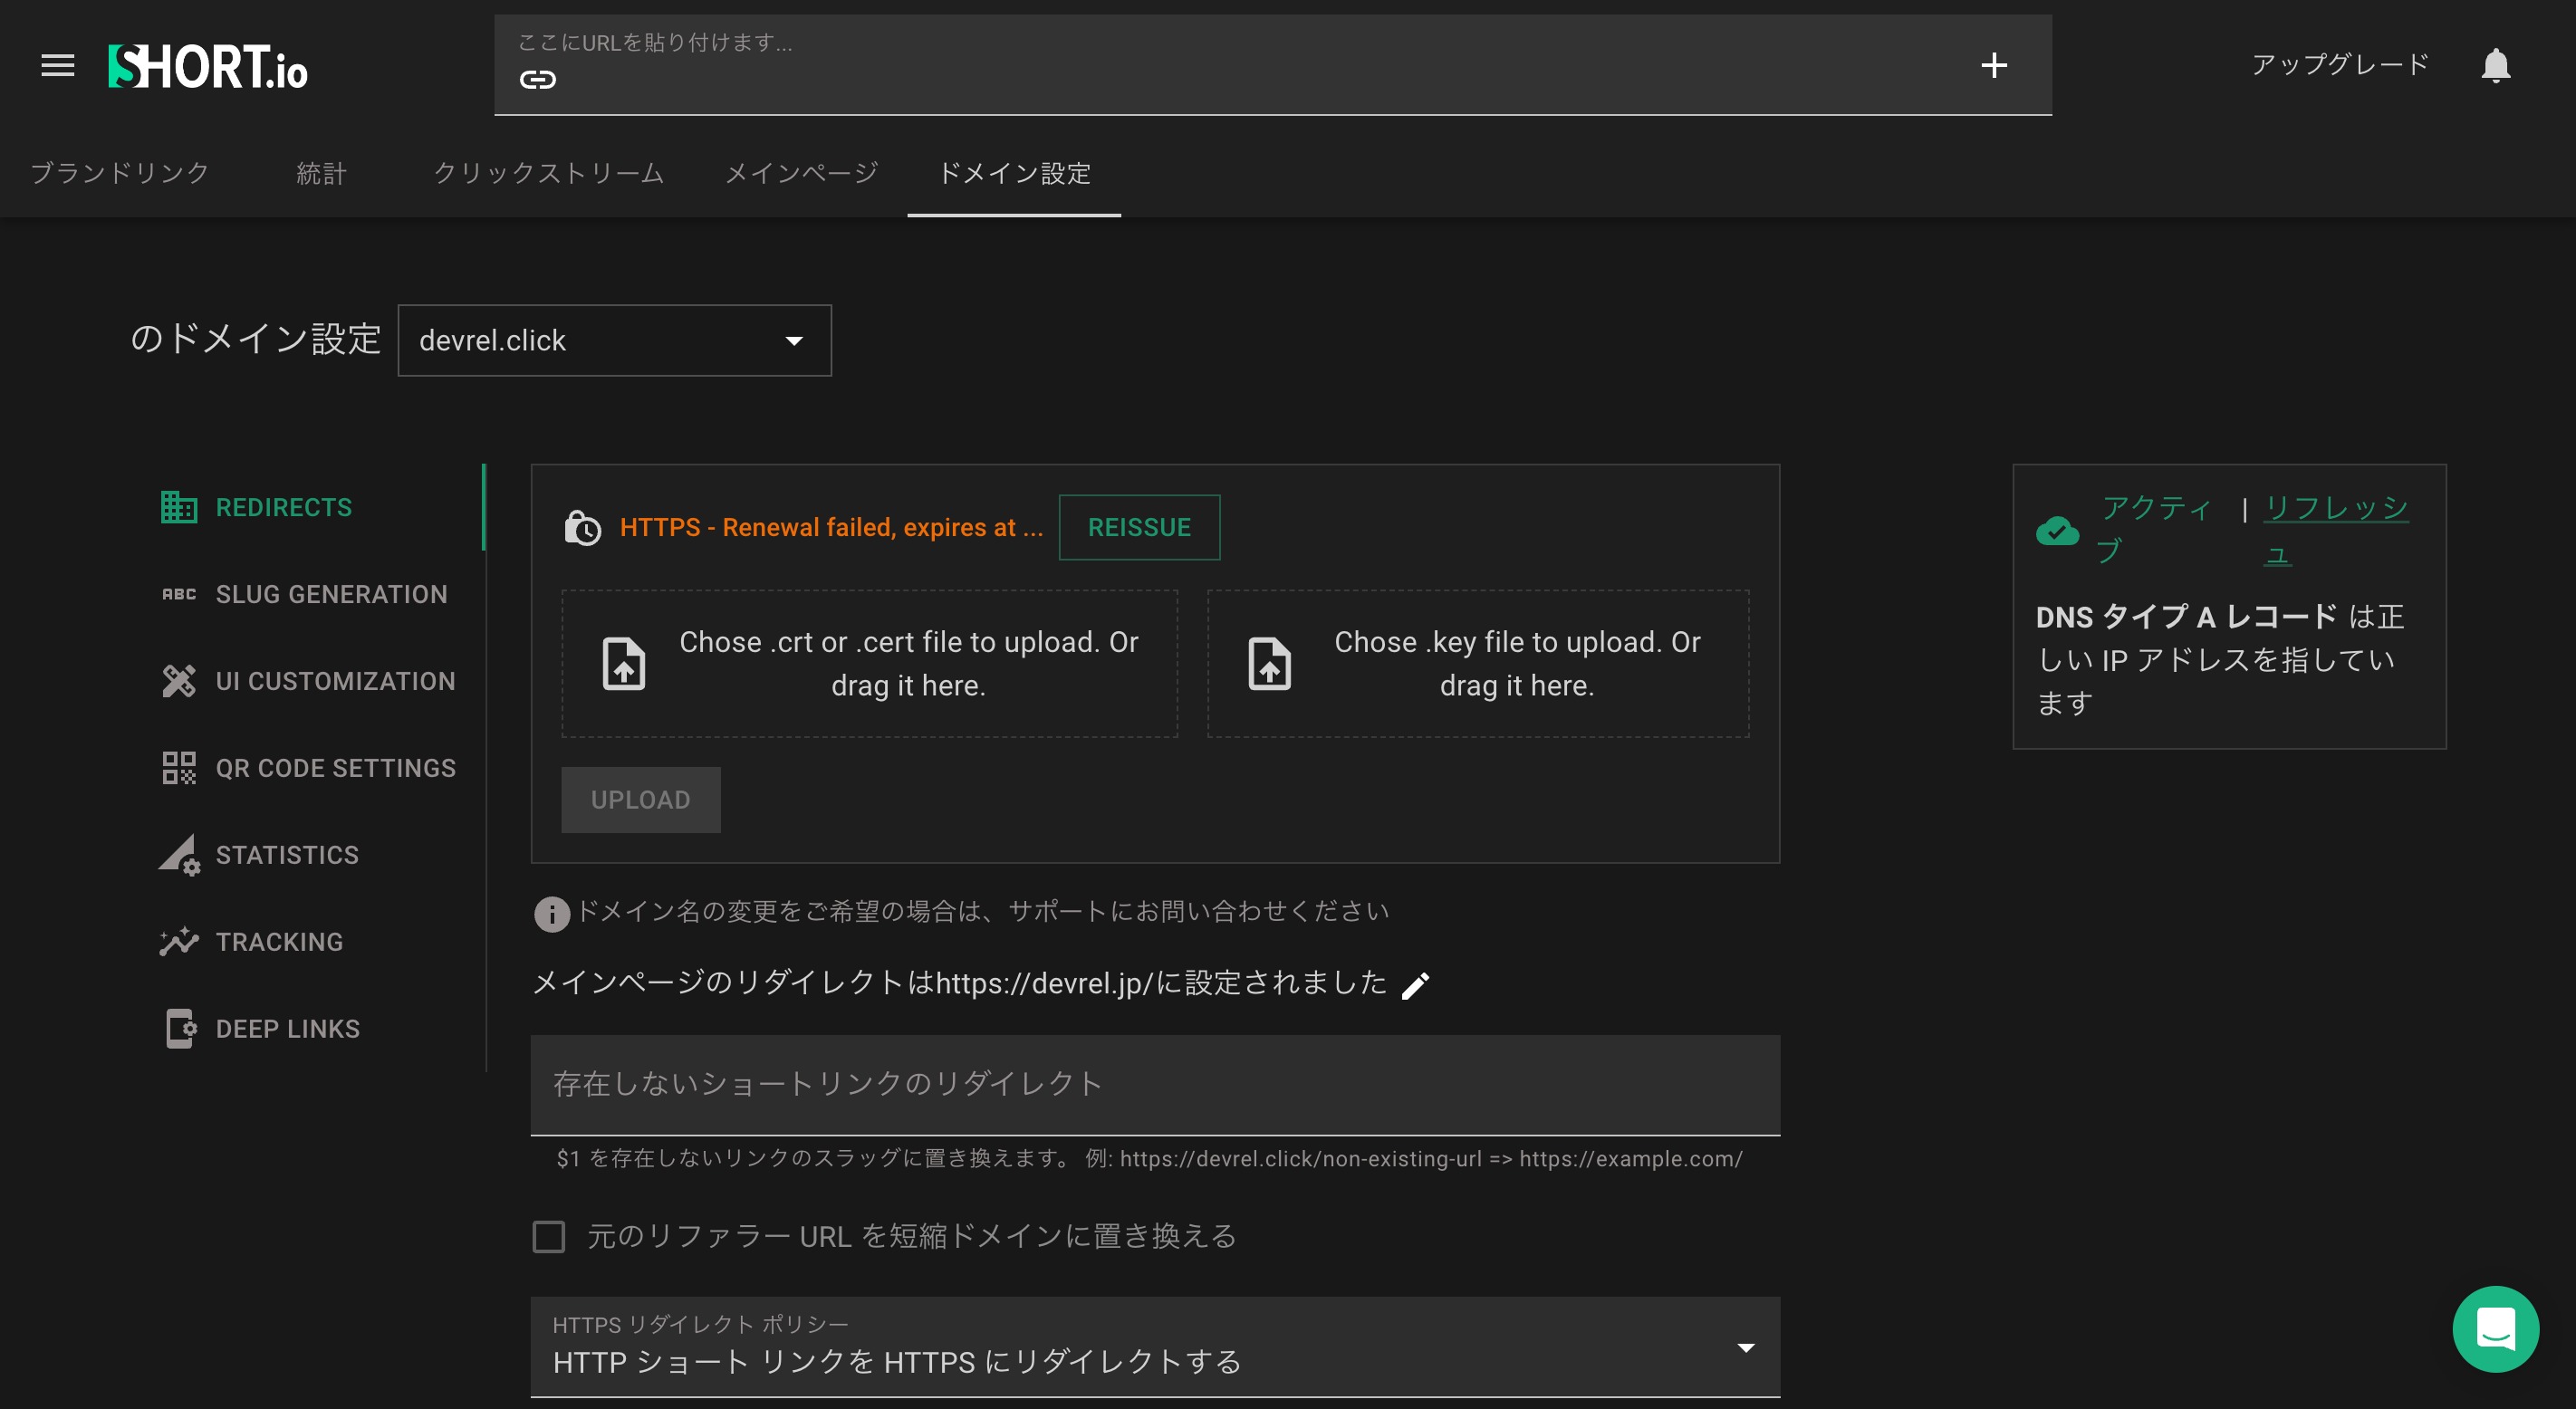 SHORT.io
ここにURLを貼り付けます...
アップグレード
ブランドリンク
統計
クリックストリーム
メインページ
ドメイン設定
のドメイン設定
devrel.click
REDIRECTS
ABC SLUG GENERATION
UI CUSTOMIZATION
QR CODE SETTINGS
STATISTICS
TRACKING
DEEP LINKS
HTTPS - Renewal failed, expires at ...
REISSUE
Chose .crt or .cert file to upload. Or
drag it here.
Chose .key file to upload. Or
drag it here.
UPLOAD
ドメイン名の変更をご希望の場合は、サポートにお問い合わせください
メインページのリダイレクトはhttps://devrel.jp/に設定されました
存在しないショートリンクのリダイレクト
$1 を存在しないリンクのスラッグに置き換えます。 例: https://devrel.click/non-existing-url => https://example.com/
元のリファラー URL を短縮ドメインに置き換える
HTTPS リダイレクト ポリシー
HTTP ショート リンクを HTTPS にリダイレクトする
アクティ
ブ
|
リフレッシ
ュ
DNS タイプ A レコード は正
しい IP アドレスを指してい
ます